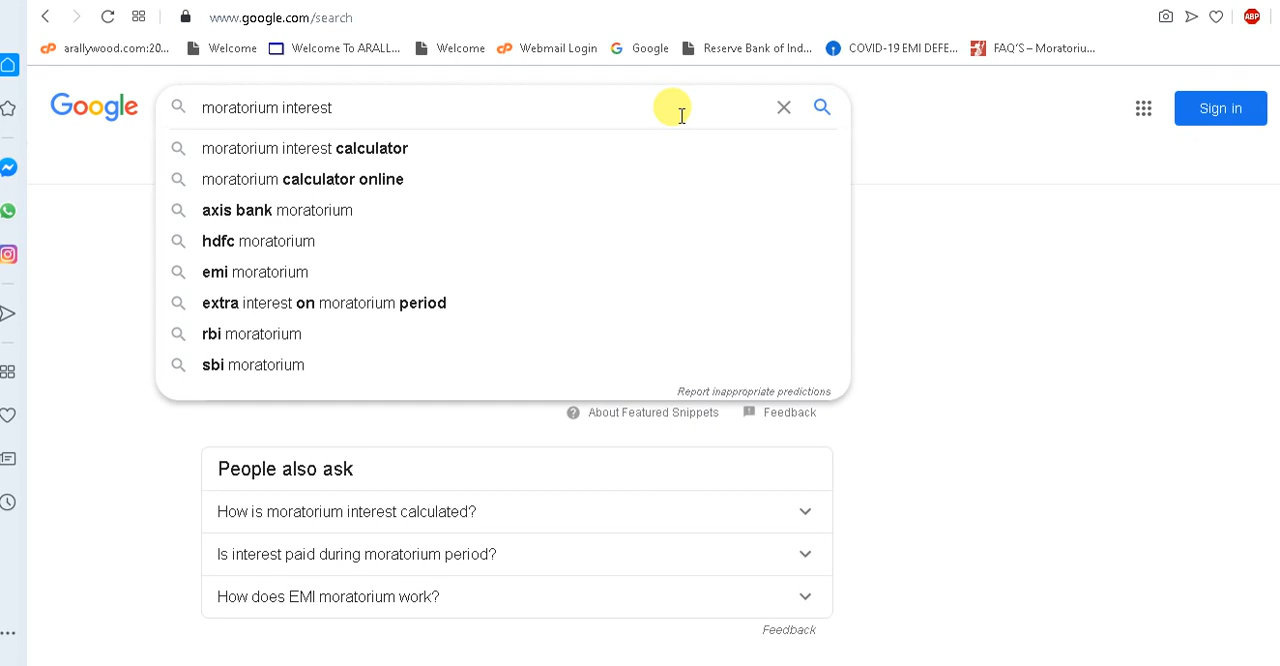 www.google.com/search
ABP
arallywood.com:20... Welcome Welcome To ARALL... Welcome Webmail Login Google Reserve Bank of Ind... COVID-19 EMI DEFE... FAQ'S – Moratoriu...
Google
moratorium interest
Sign in
moratorium interest calculator
moratorium calculator online
axis bank moratorium
hdfc moratorium
emi moratorium
extra interest on moratorium period
rbi moratorium
sbi moratorium
Report inappropriate predictions
About Featured Snippets Feedback
People also ask
How is moratorium interest calculated?
Is interest paid during moratorium period?
How does EMI moratorium work?
Feedback